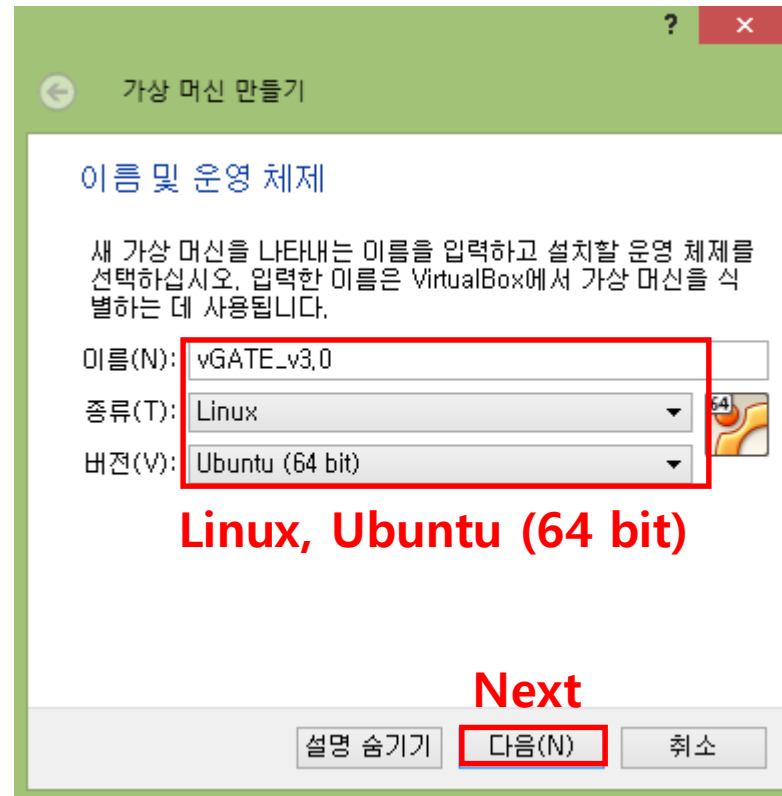 ?
가상 머신 만들기
이름 및 운영 체제
새 가상 머신을 나타내는 이름을 입력하고 설치할 운영 체제를
선택하십시오. 입력한 이름은 VirtualBox에서 가상 머신을 식
별하는 데 사용됩니다.
이름(N): vGATE_v3.0
종류(T): Linux
64
버전(V): Ubuntu (64 bit)
Linux, Ubuntu (64 bit)
Next
설명 숨기기 다음(N) 취소